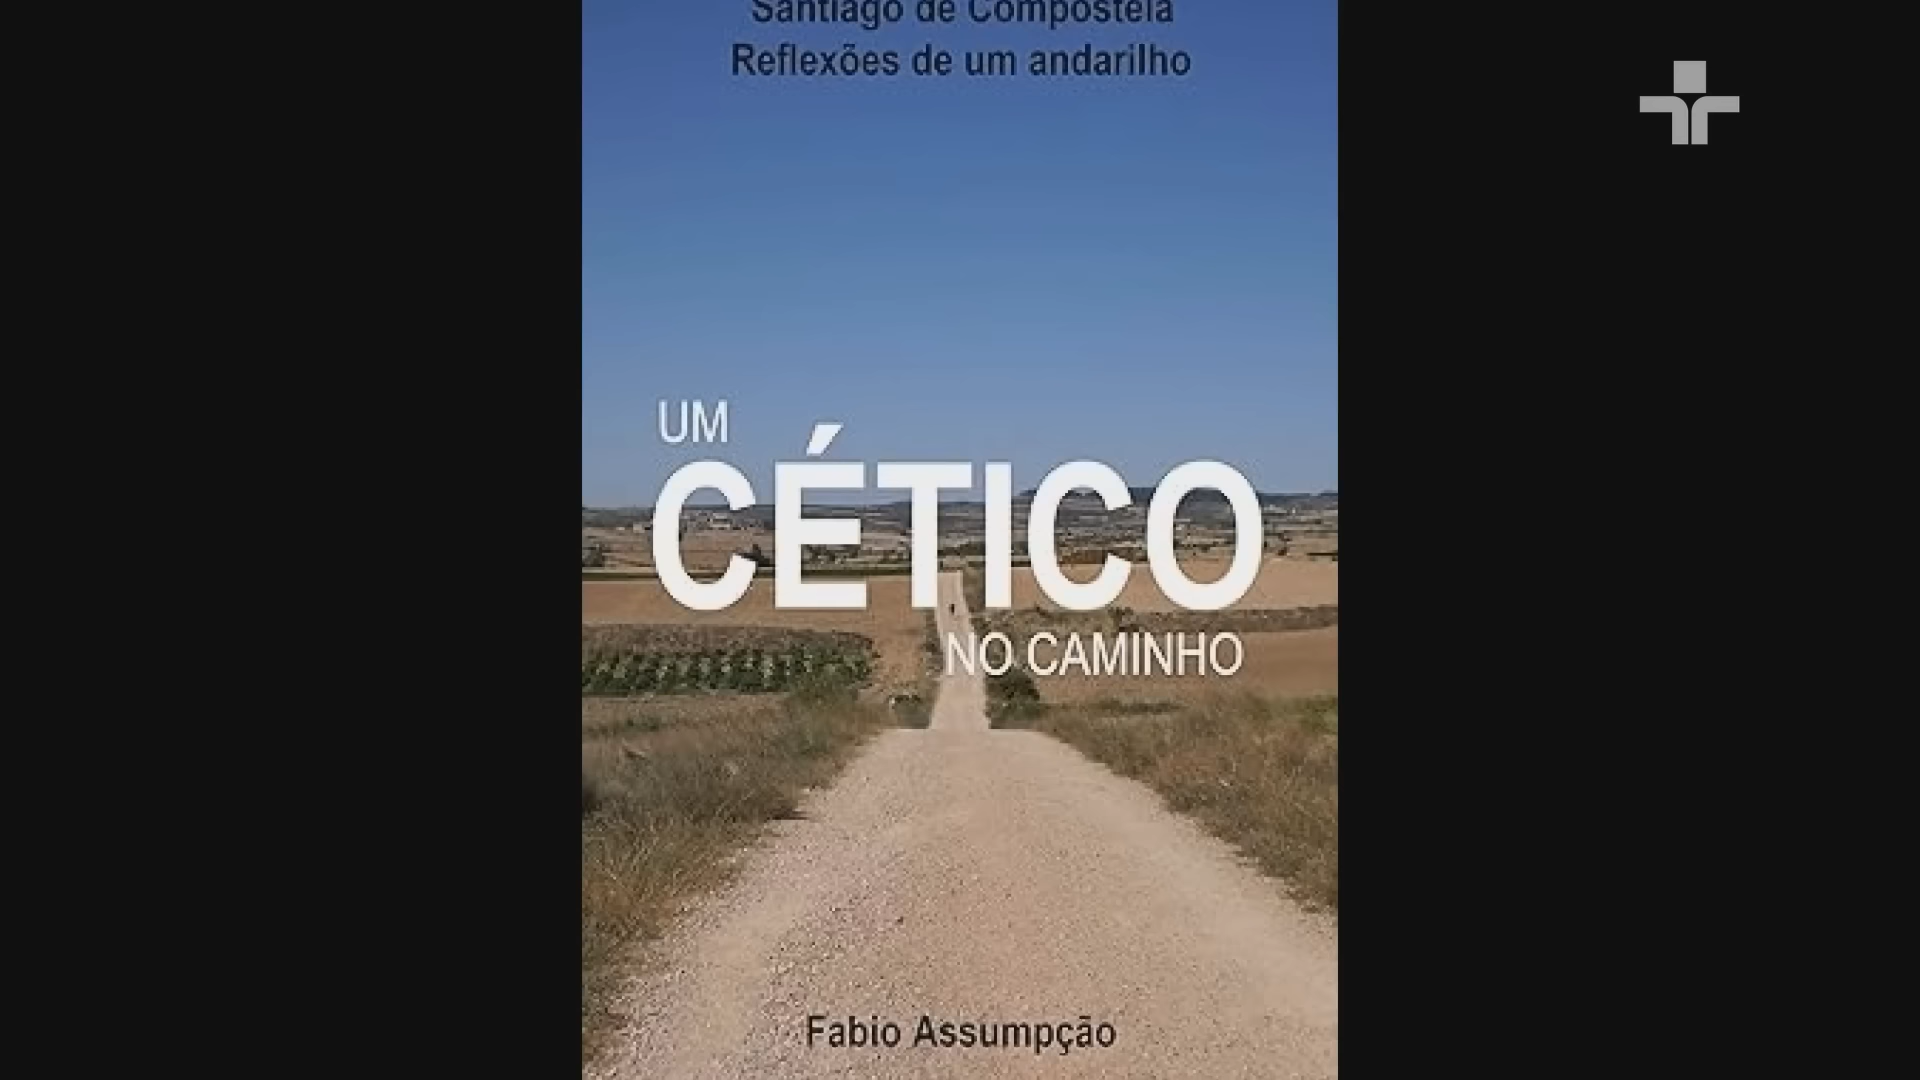 Santiago de Compostela
Reflexões de um andarilho
UM
CÉTICO
NO CAMINHO
Fabio Assumpção